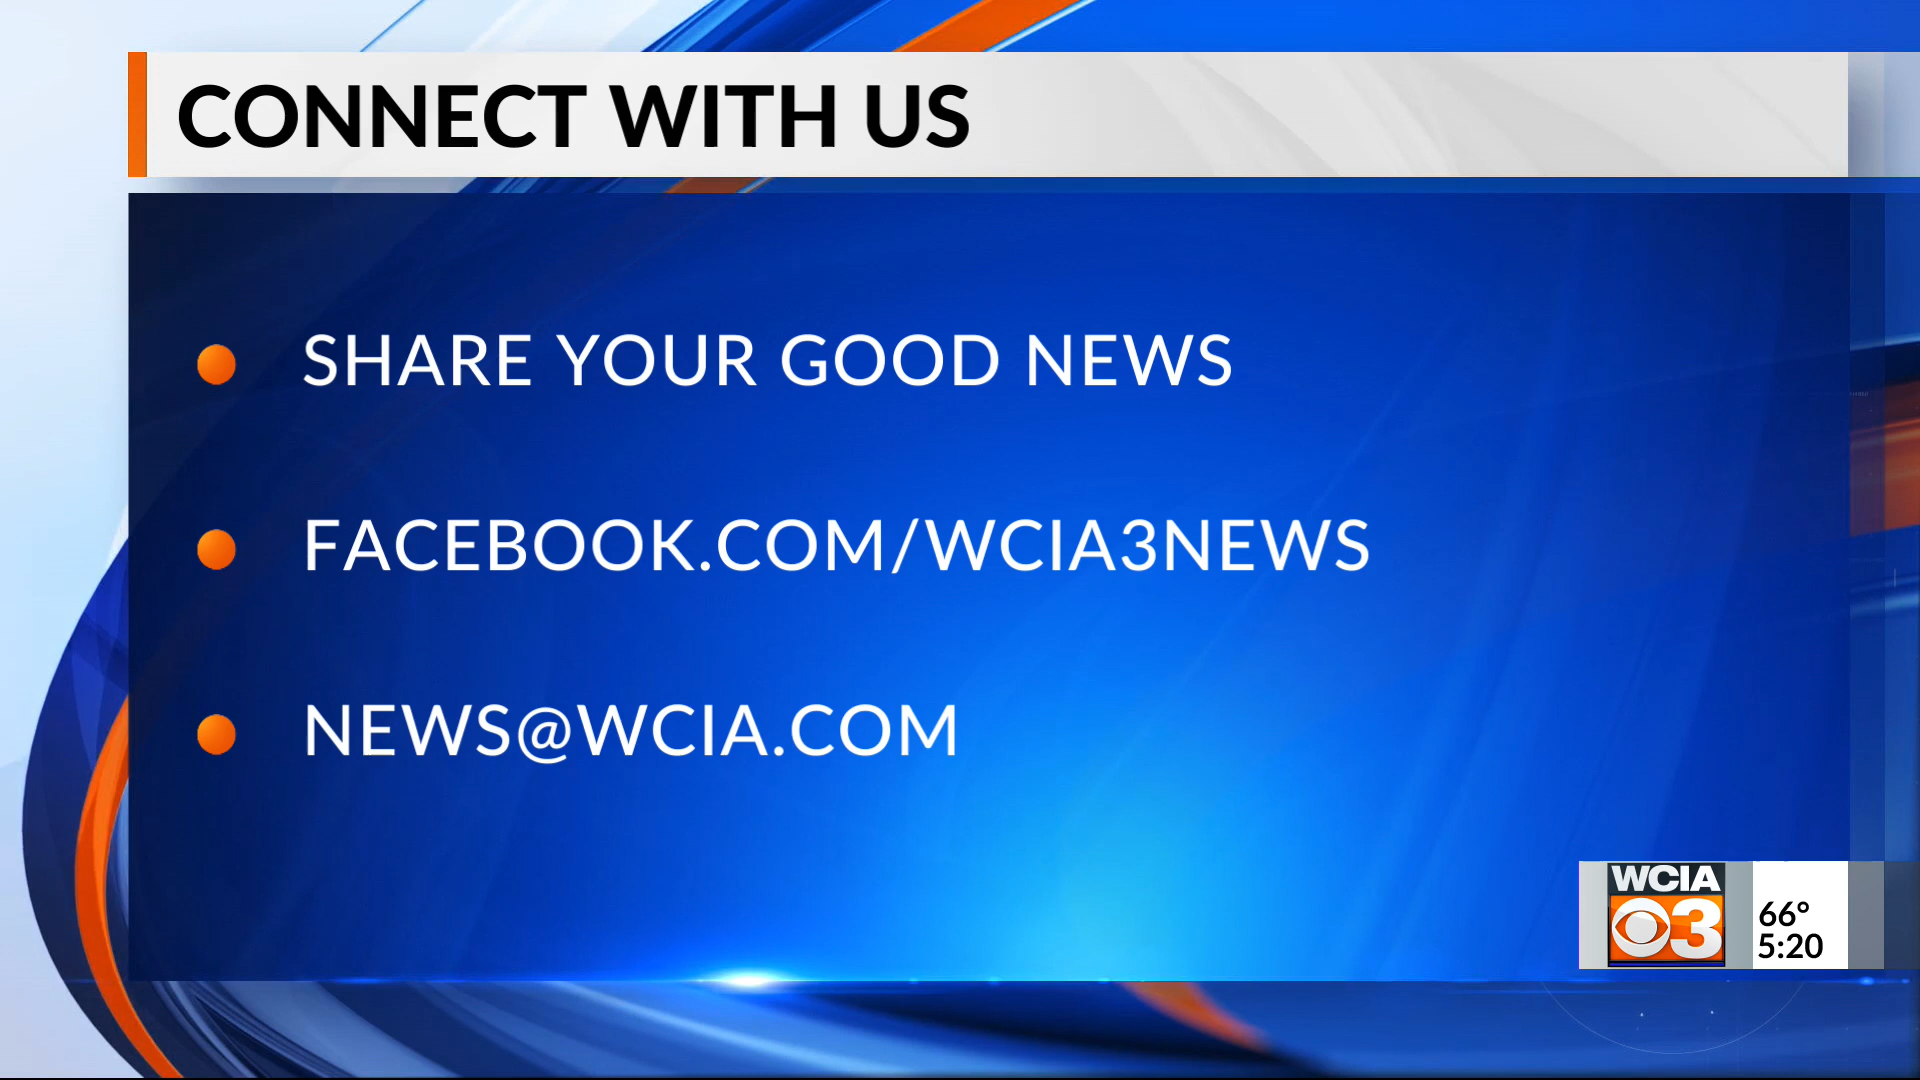 CONNECT WITH US
SHARE YOUR GOOD NEWS
FACEBOOK.COM/WCIA3NEWS
NEWS@WCIA.COM
WCIA
3
66°
5:20